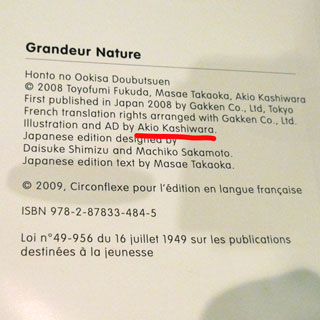 Grandeur Nature
Honto no Ookisa Doubutsuen
© 2008 Toyofumi Fukuda, Masae Takaoka, Akio Kashiwara
First published in Japan 2008 by Gakken Co., Ltd, Tokyo
French translation rights arranged with Gakken Co., Ltd.
Illustration and AD by Akio Kashiwara.
Japanese edition designed by
Daisuke Shimizu and Machiko Sakamoto.
Japanese edition text by Masae Takaoka.
© 2009, Circonflexe pour l'édition en langue française
ISBN 978-2-87833-484-5
Loi n°49-956 du 16 juillet 1949 sur les publications
destinées à la jeunesse